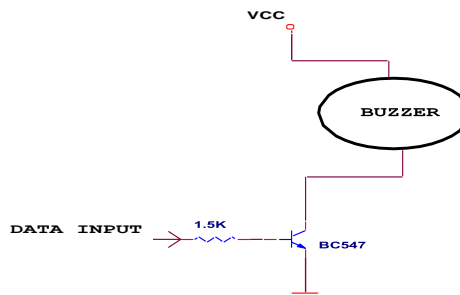 VCC
BUZZER
1.5K
DATA INPUT
BC547